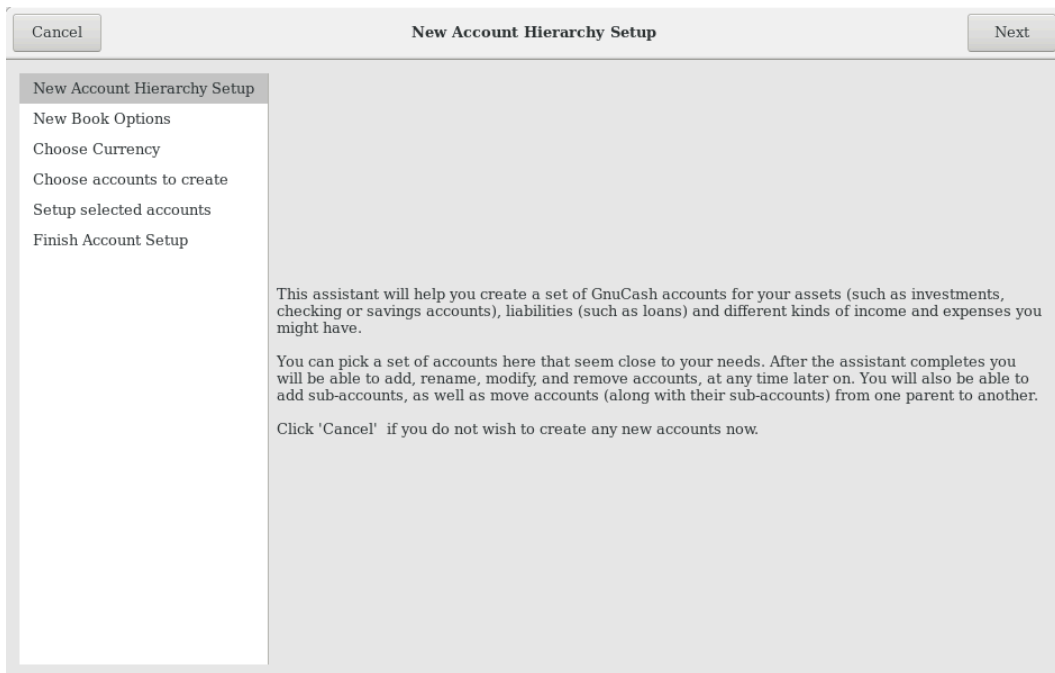 Cancel
New Account Hierarchy Setup
Next
New Account Hierarchy Setup
New Book Options
Choose Currency
Choose accounts to create
Setup selected accounts
Finish Account Setup
This assistant will help you create a set of GnuCash accounts for your assets (such as investments,
checking or savings accounts), liabilities (such as loans) and different kinds of income and expenses you
might have.
You can pick a set of accounts here that seem close to your needs. After the assistant completes you
will be able to add, rename, modify, and remove accounts, at any time later on. You will also be able to
add sub-accounts, as well as move accounts (along with their sub-accounts) from one parent to another.
Click 'Cancel'  if you do not wish to create any new accounts now.